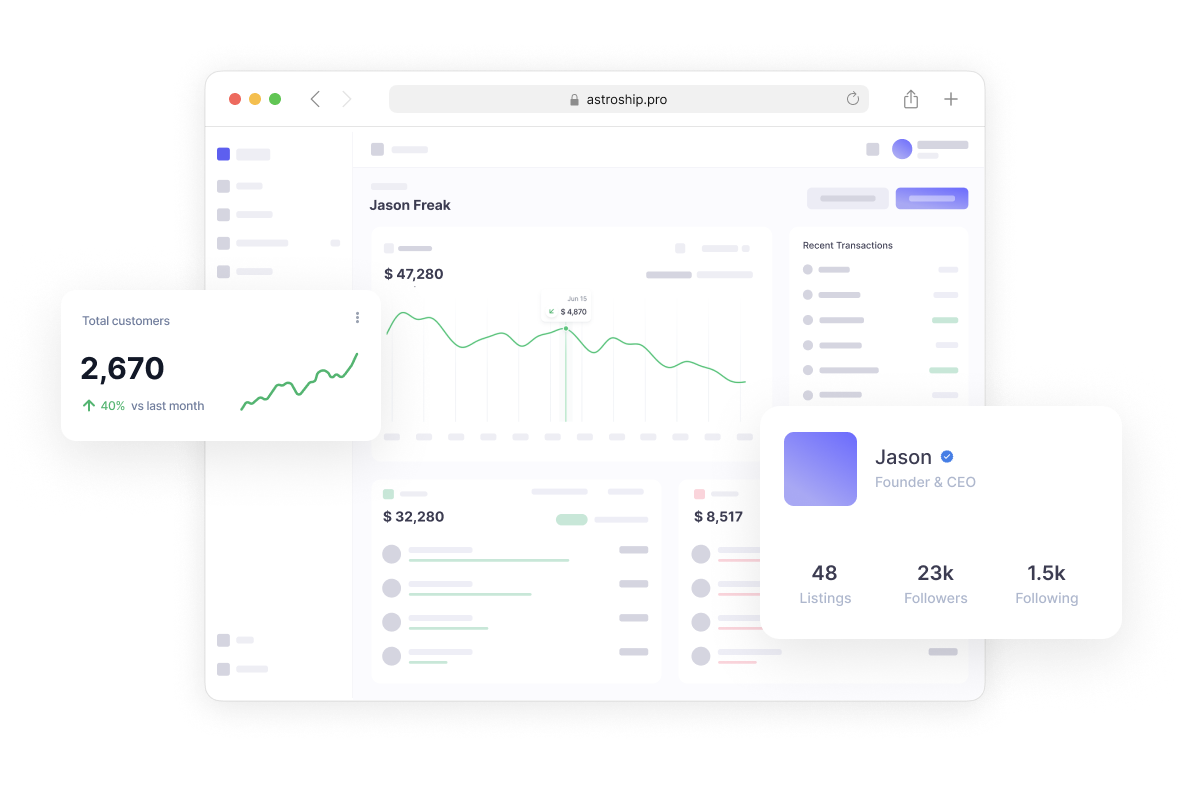 astroship.pro
Jason Freak
$ 47,280
Jun 15
$ 4,870
Recent Transactions
Total customers
2,670
40% vs last month
$ 32,280
$ 8,517
Jason
Founder & CEO
48 23k 1.5k
Listings Followers Following